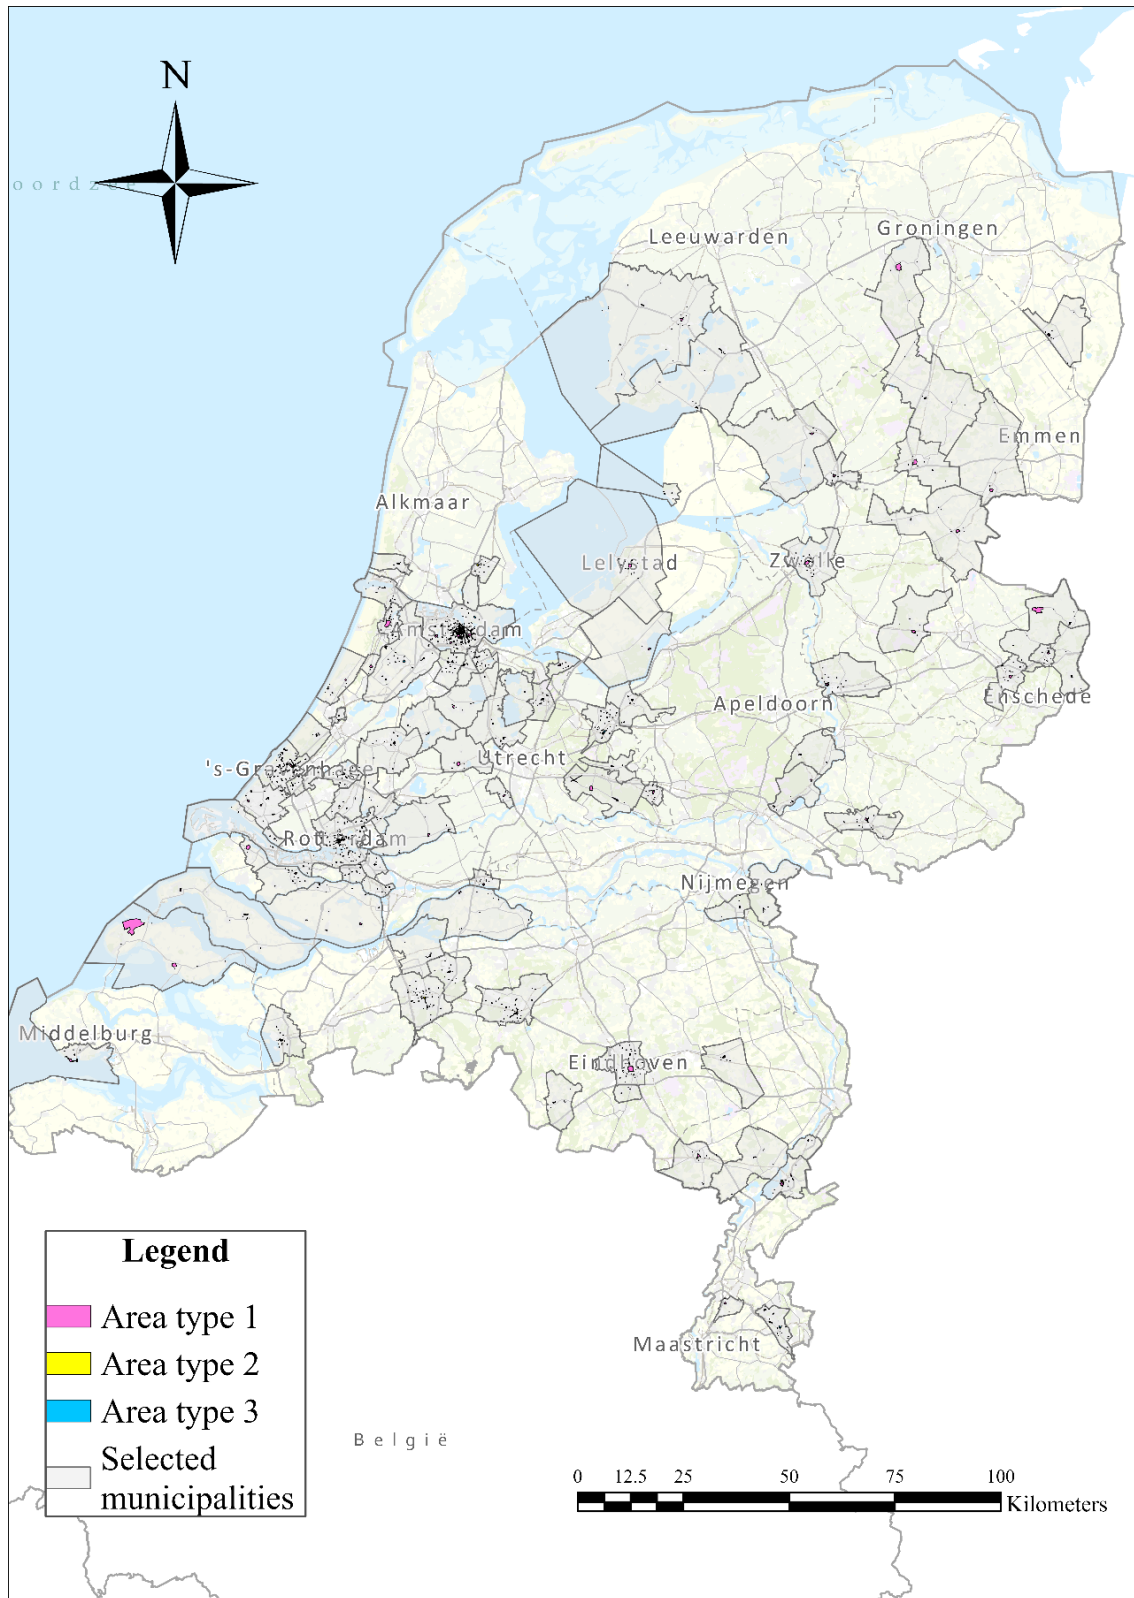 N
oordzee
Leeuwarden
Groningen
Emmen
Alkmaar
Lelystad
Zwolle
Amsterdam
Enschede
Apeldoorn
Utrecht
's-Gravenhage
Rotterdam
Nijmegen
Middelburg
Eindhoven
Maastricht
België
Legend
Area type 1
Area type 2
Area type 3
Selected
municipalities
0 12.5 25 50 75 100
Kilometers